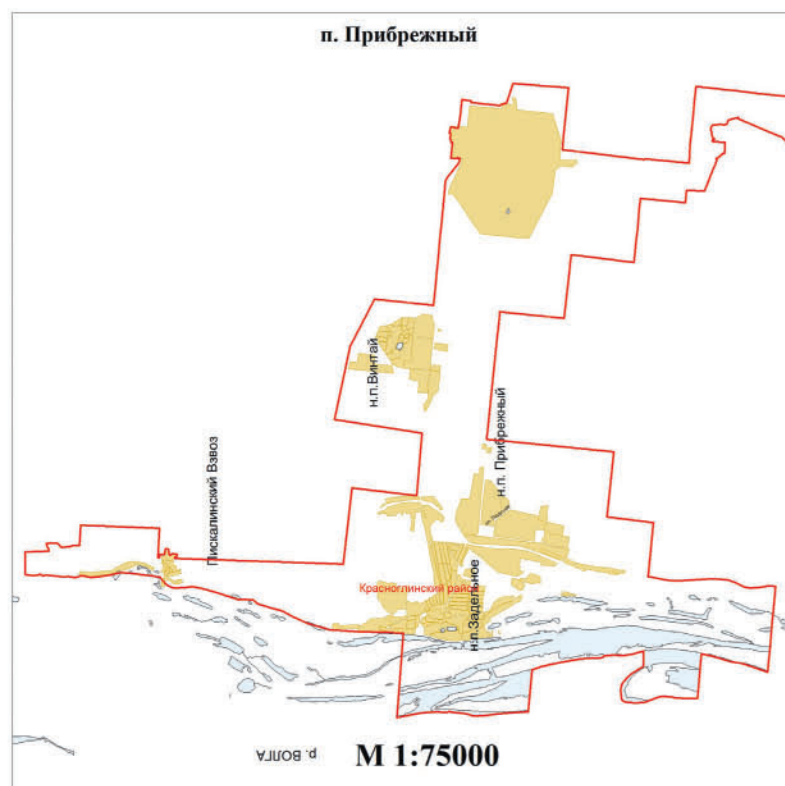 п. Прибрежный
н.п.Винтай
н.п. Прибрежный
Пискалинский Взвоз
Красноглинский район
н.п.Задельное
р. ВОЛГА
М 1:75000